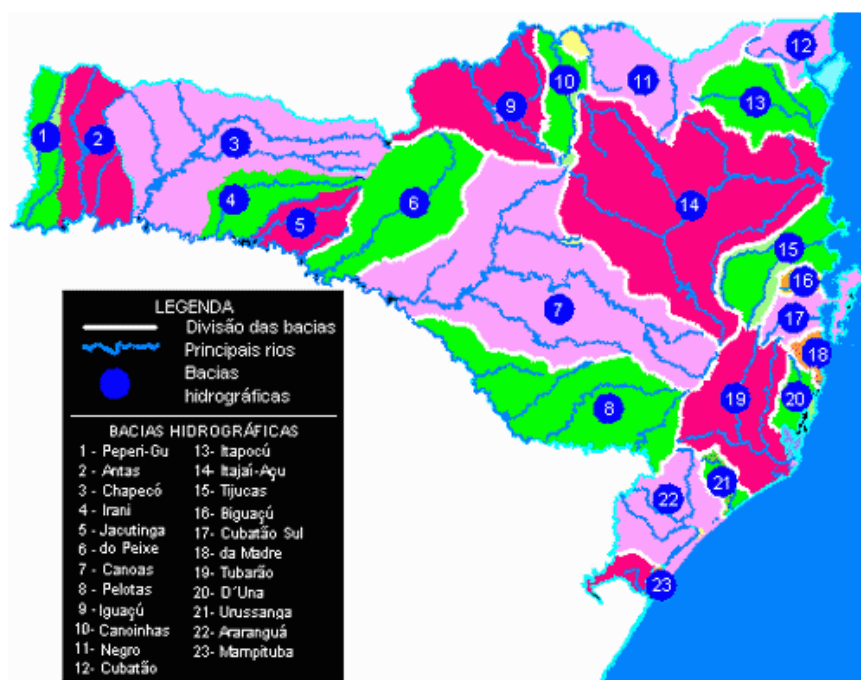 12
10
11
9
13
1
2
3
14
4
6
5
15
16
7
17
18
19
20
8
21
22
23
LEGENDA
Divisão das bacias
Principais rios
Bacias
hidrográficas
BACIAS HIDROGRÁFICAS
1 - Peperi-Gu
2 - Antas
3 - Chapecó
4 - Irani
5 - Jacutinga
6 - do Peixe
7 - Canoas
8 - Pelotas
9 - Iguaçú
10- Canoinhas
11- Negro
12- Cubatão
13- Itapocú
14- Itajaí-Açu
15- Tijucas
16- Biguaçú
17- Cubatão Sul
18- da Madre
19- Tubarão
20- D´Una
21- Urussanga
22- Araranguá
23- Mampituba